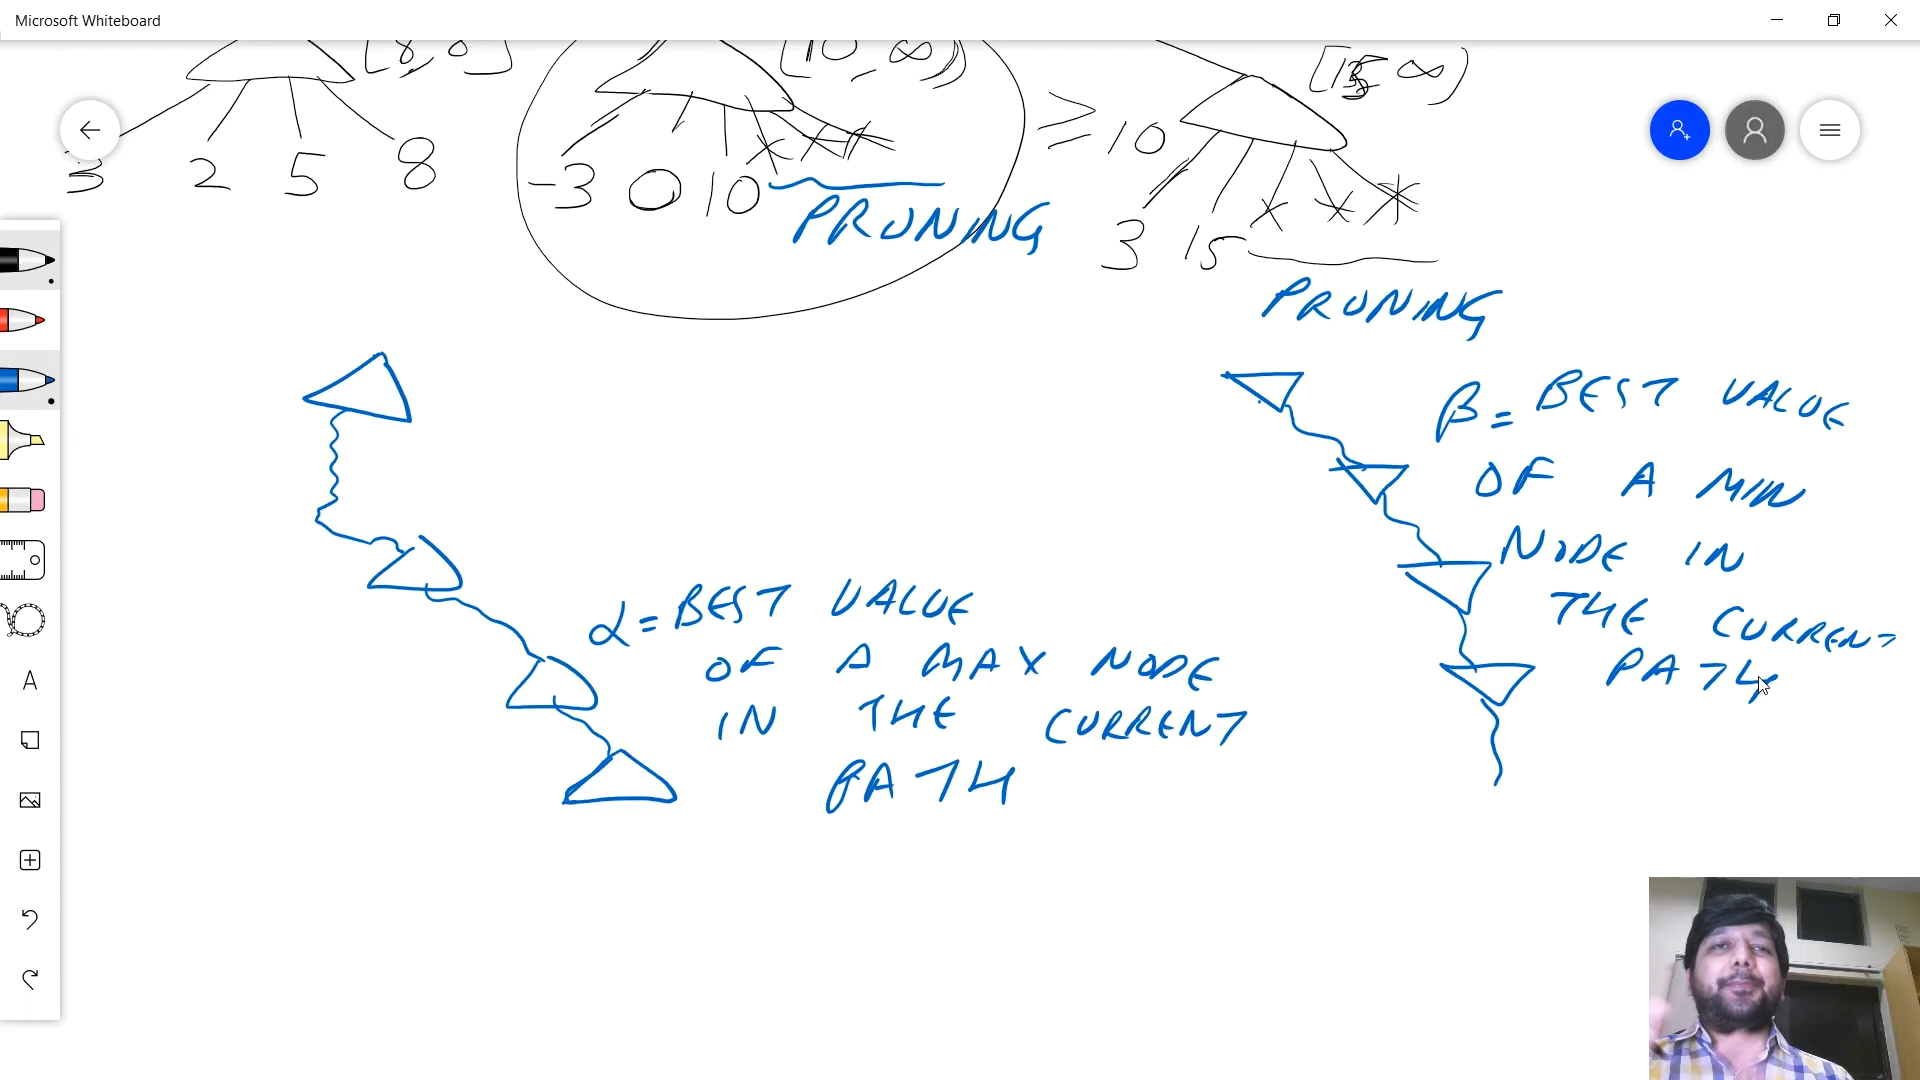 Microsoft Whiteboard
[8,
[10, ∞)
[15 ∞)
3 2 5 8
-3 0 10
≥ 10
3 15
PRUNING
PRUNING
β = BEST VALUE
OF A MIN
NODE IN
THE CURRENT
PATH
α = BEST VALUE
OF A MAX NODE
IN THE CURRENT
PATH
A